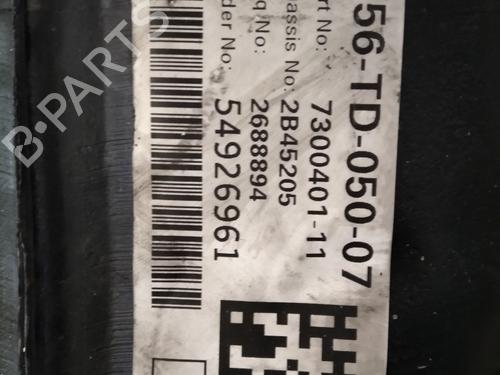 56-TD-050-07
rt No: 7300401-11
assis No: 2B45205
q No: 2688894
der No: 54926961
B-PARTS